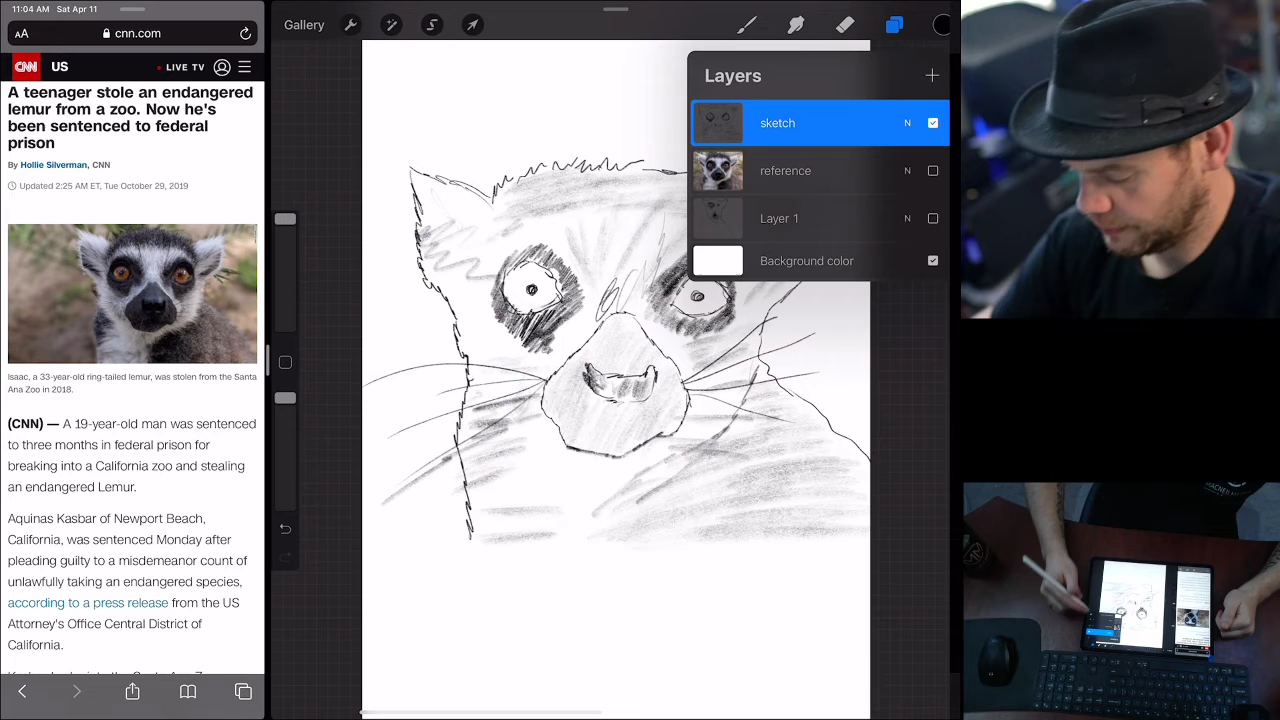 11:04 AM Sat Apr 11
AA cnn.com
CNN US LIVE TV
A teenager stole an endangered
lemur from a zoo. Now he's
been sentenced to federal
prison
By Hollie Silverman, CNN
Updated 2:25 AM ET, Tue October 29, 2019
Isaac, a 33-year-old ring-tailed lemur, was stolen from the Santa
Ana Zoo in 2018.
(CNN) — A 19-year-old man was sentenced
to three months in federal prison for
breaking into a California zoo and stealing
an endangered Lemur.
Aquinas Kasbar of Newport Beach,
California, was sentenced Monday after
pleading guilty to a misdemeanor count of
unlawfully taking an endangered species,
according to a press release from the US
Attorney's Office Central District of
California.
Gallery
Layers
sketch N
reference N
Layer 1 N
Background color